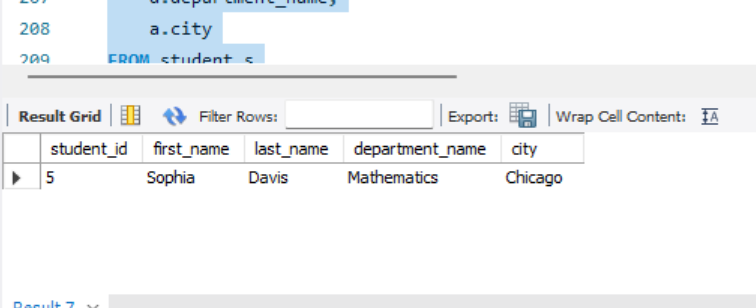 207 d.department_name,
208 a.city
209 FROM student s
Result Grid Filter Rows: Export: Wrap Cell Content: IA
student_id first_name last_name department_name city
5 Sophia Davis Mathematics Chicago
Result 7